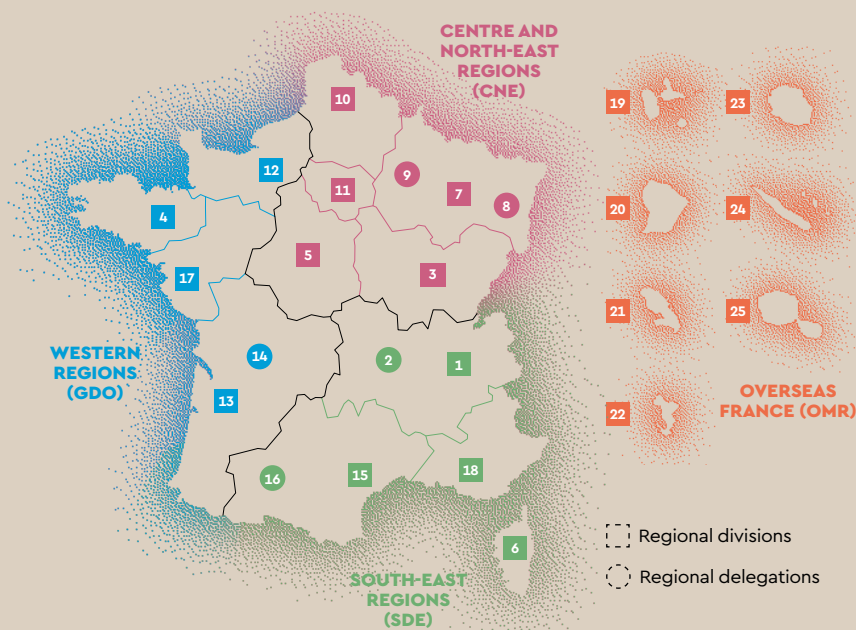 CENTRE AND
NORTH-EAST
REGIONS
(CNE)
10
19
23
12
11
9
7
8
4
20
24
5
3
17
21
25
WESTERN
REGIONS
(GDO)
14
2
1
13
OVERSEAS
FRANCE (OMR)
22
16
15
18
6
Regional divisions
Regional delegations
SOUTH-EAST
REGIONS
(SDE)